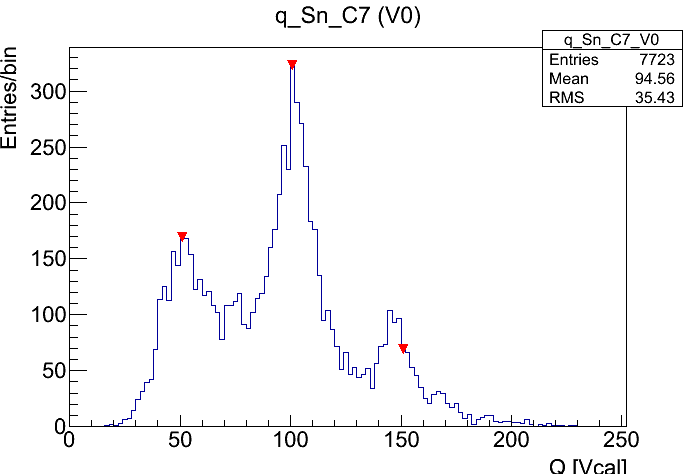 q_Sn_C7 (V0)
q_Sn_C7_V0
Entries 7723
Mean 94.56
RMS 35.43
Entries/bin
300
250
200
150
100
50
0
0 50 100 150 200 250
Q [Vcal]